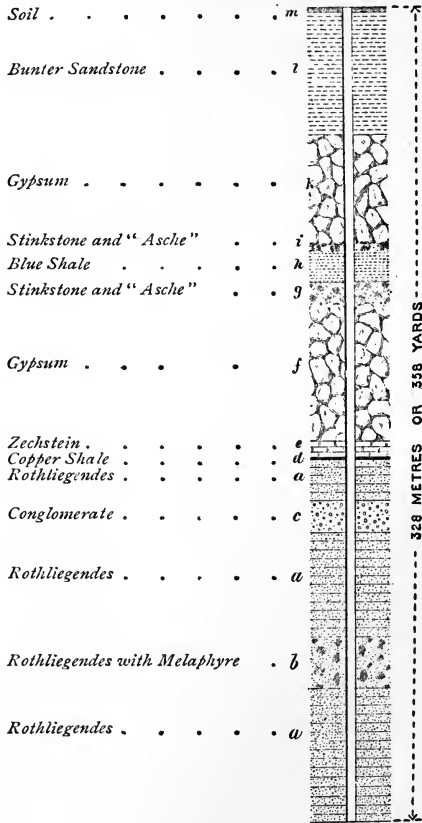 Soil . . . . . m
Bunter Sandstone . . . . l
Gypsum . . . . . . k
Stinkstone and “Asche” . . i
Blue Shale . . . . . h
Stinkstone and “Asche” . . g
Gypsum . . . . f
Zechstein . . . . . . e
Copper Shale . . . . . d
Rothliegendes . . . . . a
Conglomerate . . . . . c
Rothliegendes . . . . . a
Rothliegendes with Melaphyre . b
Rothliegendes . . . . . a
328 METRES OR 358 YARDS